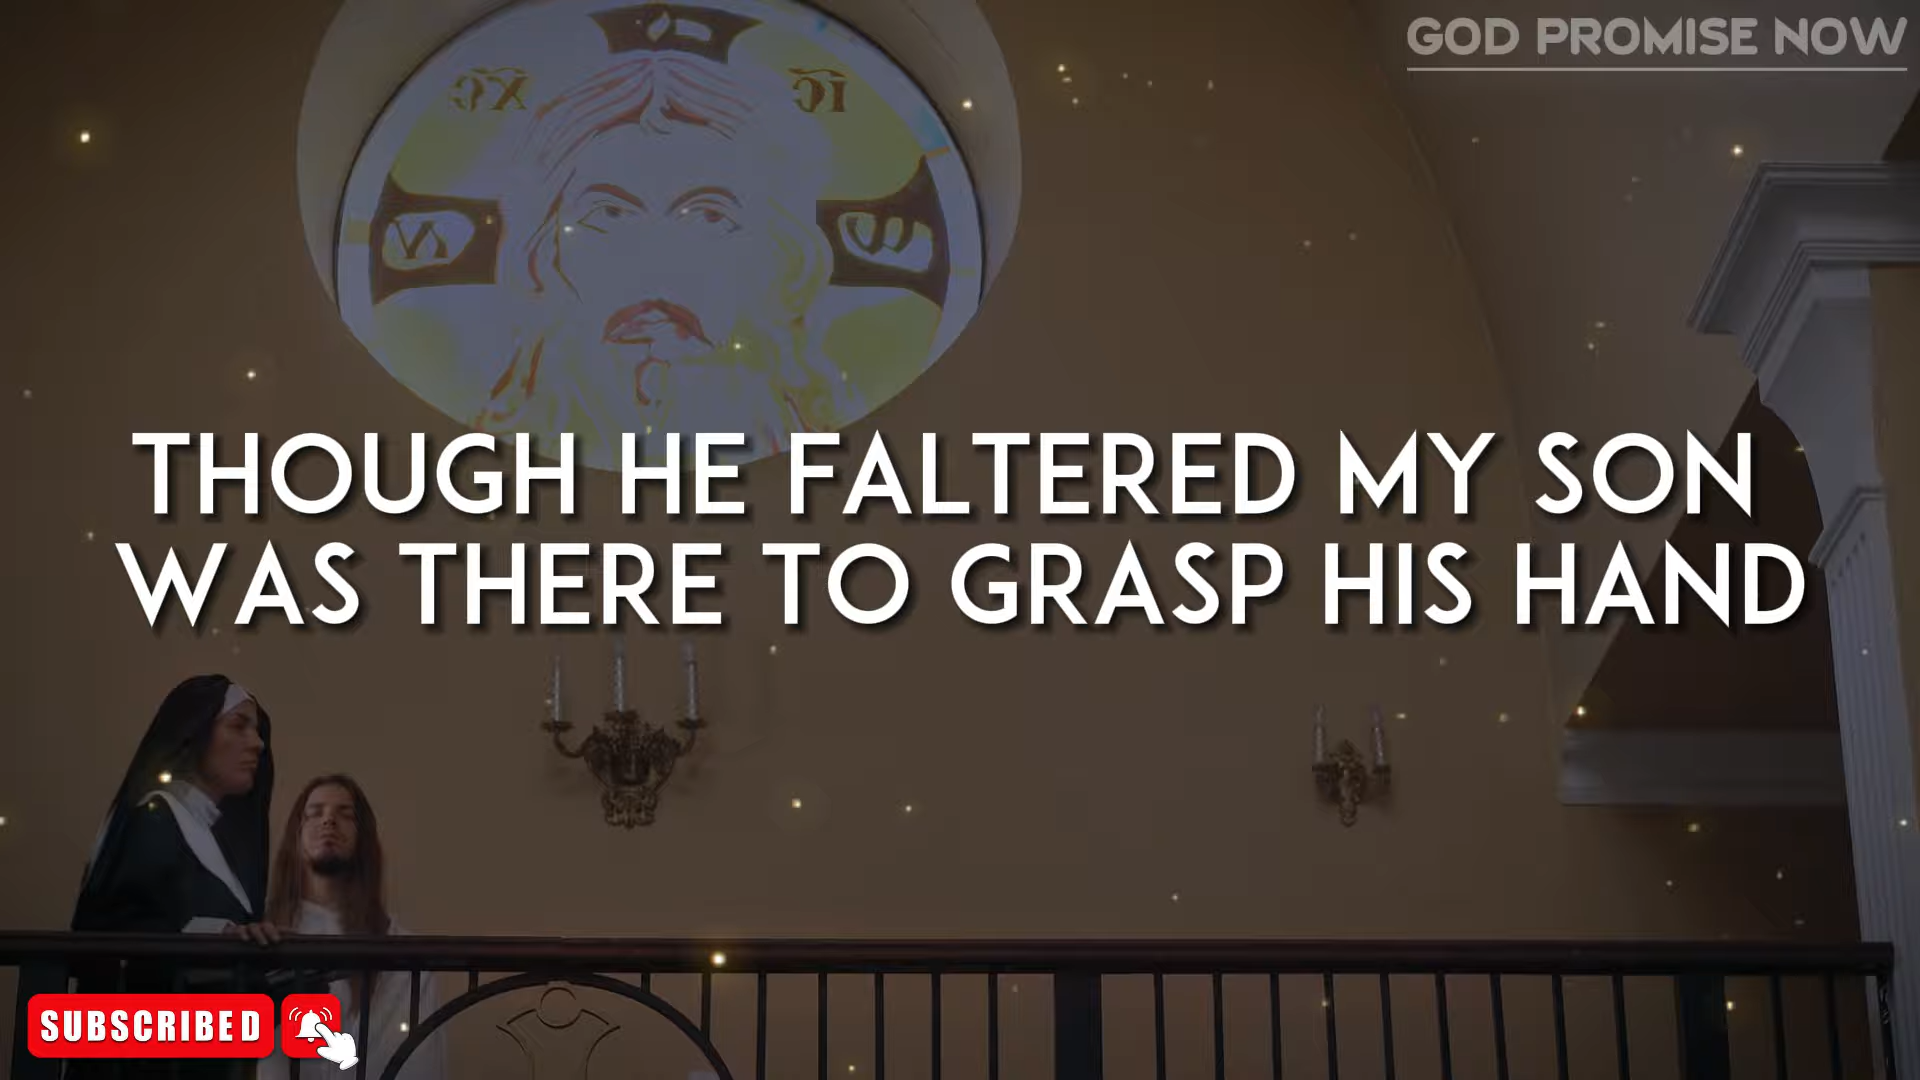 GOD PROMISE NOW
THOUGH HE FALTERED MY SON
WAS THERE TO GRASP HIS HAND
SUBSCRIBED